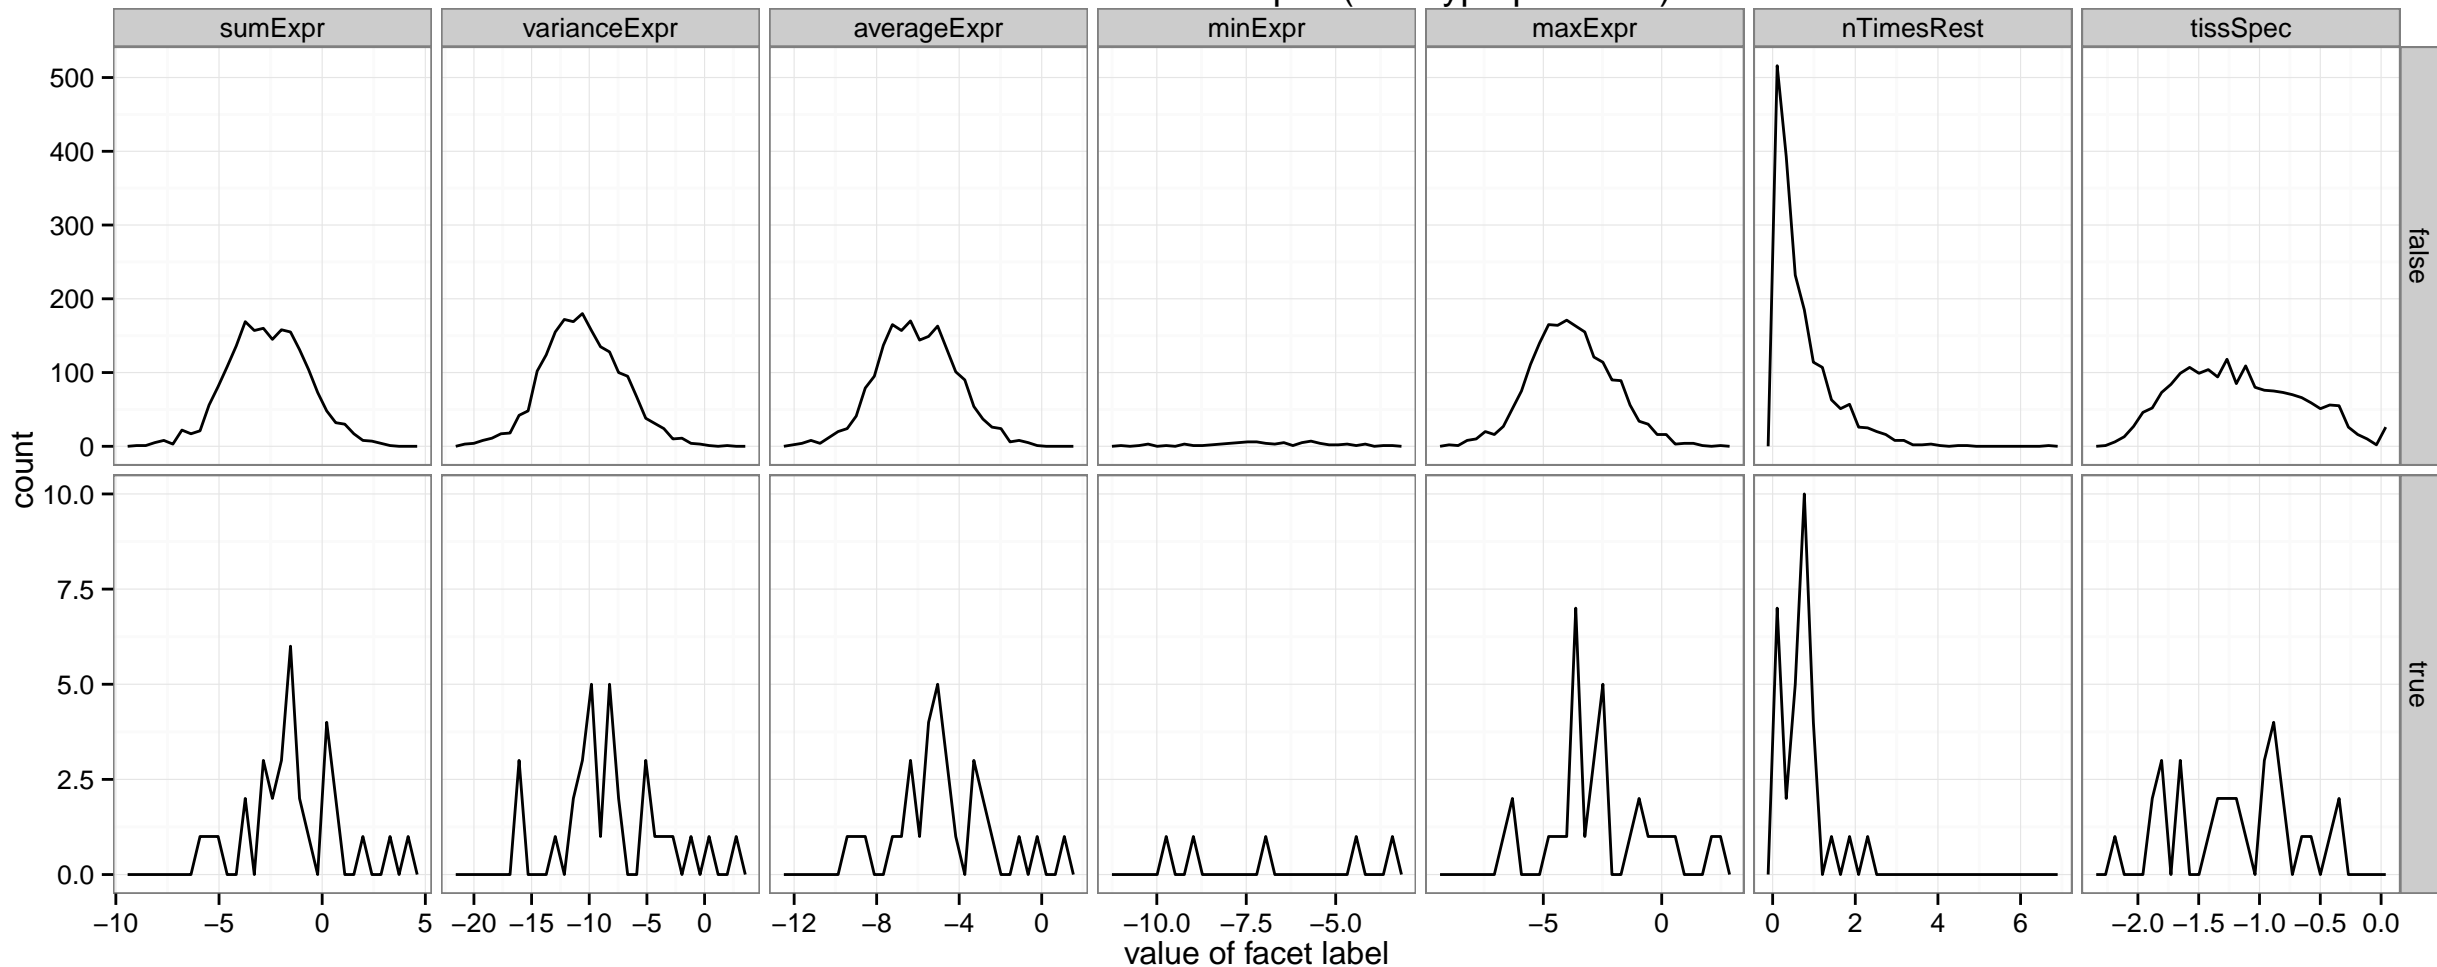 sumExpr varianceExpr averageExpr minExpr maxExpr nTimesRest tissSpec
500
400
300
200
100
0
false
count
10.0
7.5
5.0
2.5
0.0
true
−10 −5 0 5 −20 −15 −10 −5 0 −12 −8 −4 0 −10.0 −7.5 −5.0 −5 0 0 2 4 6 −2.0 −1.5 −1.0 −0.5 0.0
value of facet label